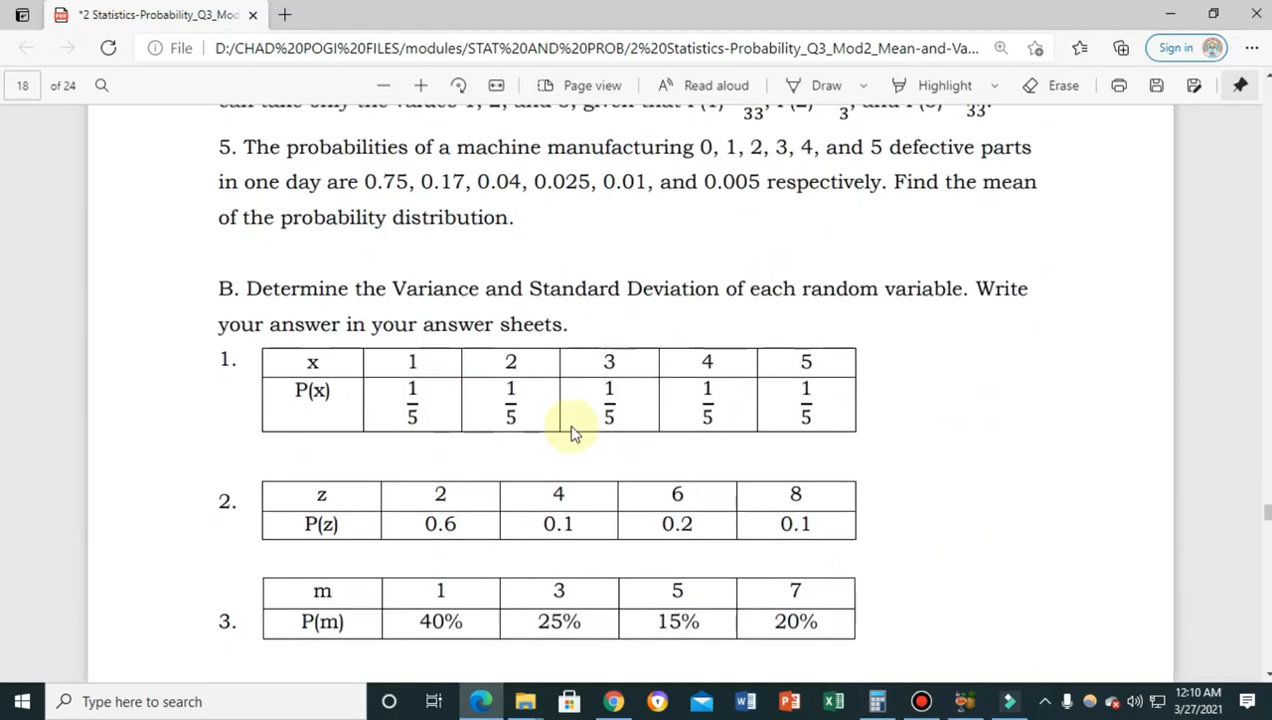 *2 Statistics-Probability_Q3_Mod
File D:/CHAD%20POGI%20FILES/modules/STAT%20AND%20PROB/2%20Statistics-Probability_Q3_Mod2_Mean-and-Va... Sign in
18 of 24 Page view Read aloud Draw Highlight Erase
5. The probabilities of a machine manufacturing 0, 1, 2, 3, 4, and 5 defective parts
in one day are 0.75, 0.17, 0.04, 0.025, 0.01, and 0.005 respectively. Find the mean
of the probability distribution.
B. Determine the Variance and Standard Deviation of each random variable. Write
your answer in your answer sheets.
1. x 1 2 3 4 5
P(x) 1/5 1/5 1/5 1/5 1/5
2. z 2 4 6 8
P(z) 0.6 0.1 0.2 0.1
m 1 3 5 7
3. P(m) 40% 25% 15% 20%
Type here to search
12:10 AM
3/27/2021